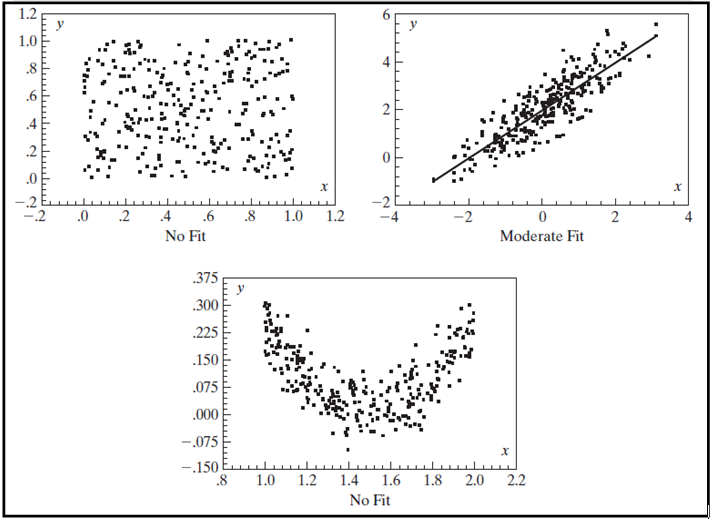 1.2
y
1.0
.8
.6
.4
.2
.0
x
–.2
–.2 .0 .2 .4 .6 .8 1.0 1.2
No Fit
6
y
4
2
0
x
–2
–4 –2 0 2 4
Moderate Fit
.375
y
.300
.225
.150
.075
.000
–.075
x
–.150
.8 1.0 1.2 1.4 1.6 1.8 2.0 2.2
No Fit